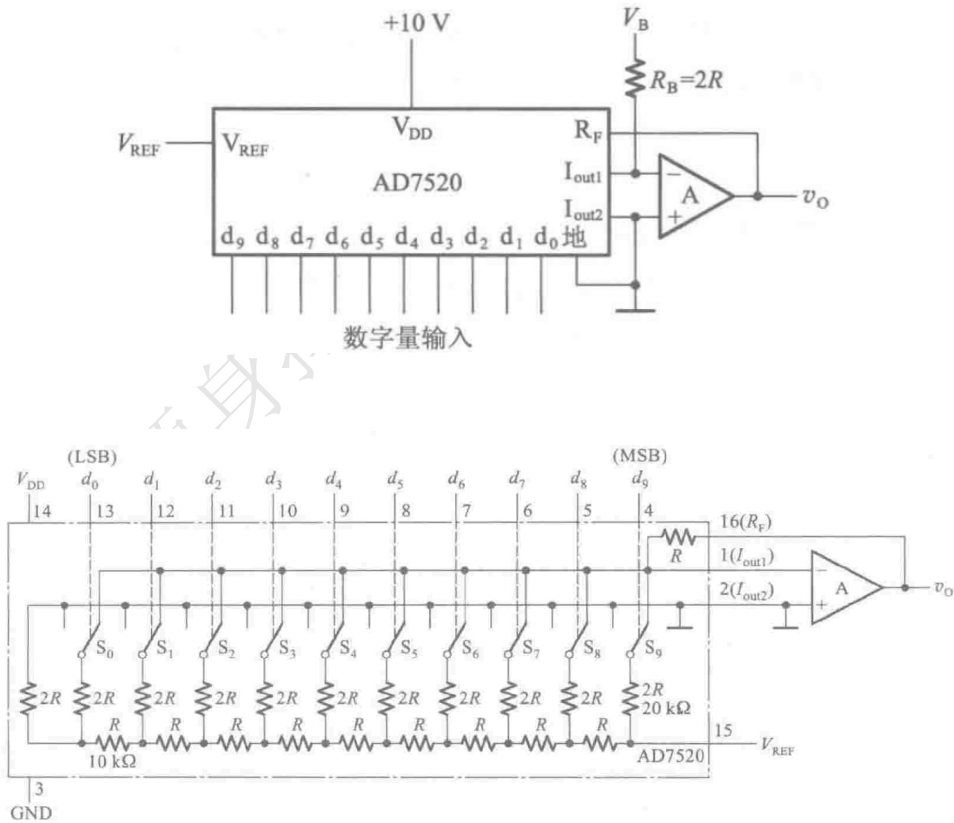 +10 V
V_B
R_B=2R
V_REF
V_REF
V_DD
R_F
AD7520
I_out1
I_out2
A
v_O
d_9 d_8 d_7 d_6 d_5 d_4 d_3 d_2 d_1 d_0 地
数字量输入
(LSB) (MSB)
V_DD d_0 d_1 d_2 d_3 d_4 d_5 d_6 d_7 d_8 d_9
14 13 12 11 10 9 8 7 6 5 4
16(R_F)
R
1(I_out1)
2(I_out2)
A
v_O
S_0 S_1 S_2 S_3 S_4 S_5 S_6 S_7 S_8 S_9
2R 2R 2R 2R 2R 2R 2R 2R 2R 2R 2R
20 kΩ
R R R R R R R R R
15
10 kΩ
AD7520
V_REF
3
GND